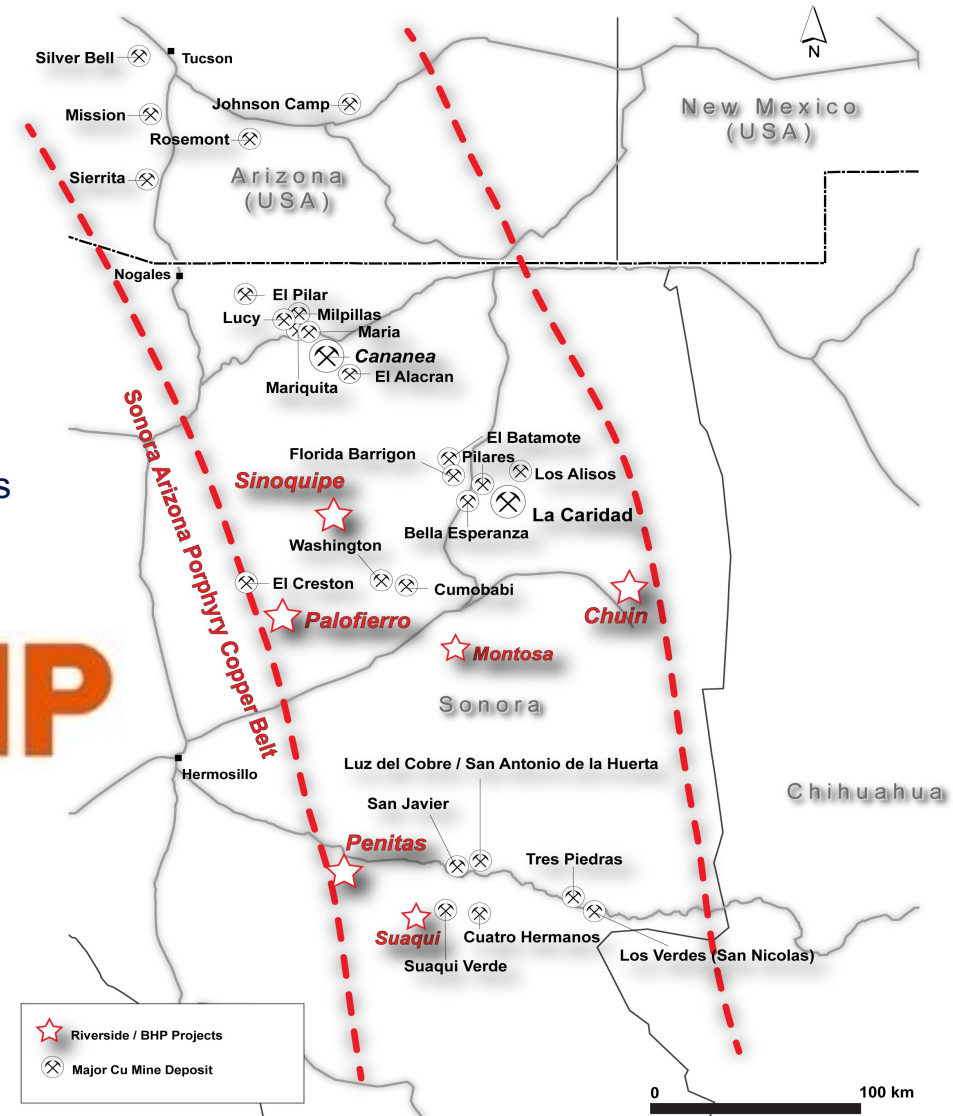 N
Silver Bell
Tucson
Mission
Johnson Camp
Rosemont
Sierrita
Arizona
(USA)
New Mexico
(USA)
Nogales
El Pilar
Lucy
Milpillas
Maria
Cananea
El Alacran
Mariquita
Sonora Arizona Porphyry Copper Belt
El Batamote
Florida Barrigon
Pilares
Los Alisos
Sinoquipe
s
La Caridad
Bella Esperanza
Washington
El Creston
Cumobabi
Palofierro
Chuin
Montosa
HP
Sonora
Hermosillo
Luz del Cobre / San Antonio de la Huerta
Chihuahua
San Javier
Penitas
Tres Piedras
Suaqui
Cuatro Hermanos
Suaqui Verde
Los Verdes (San Nicolas)
Riverside / BHP Projects
Major Cu Mine Deposit
0 100 km